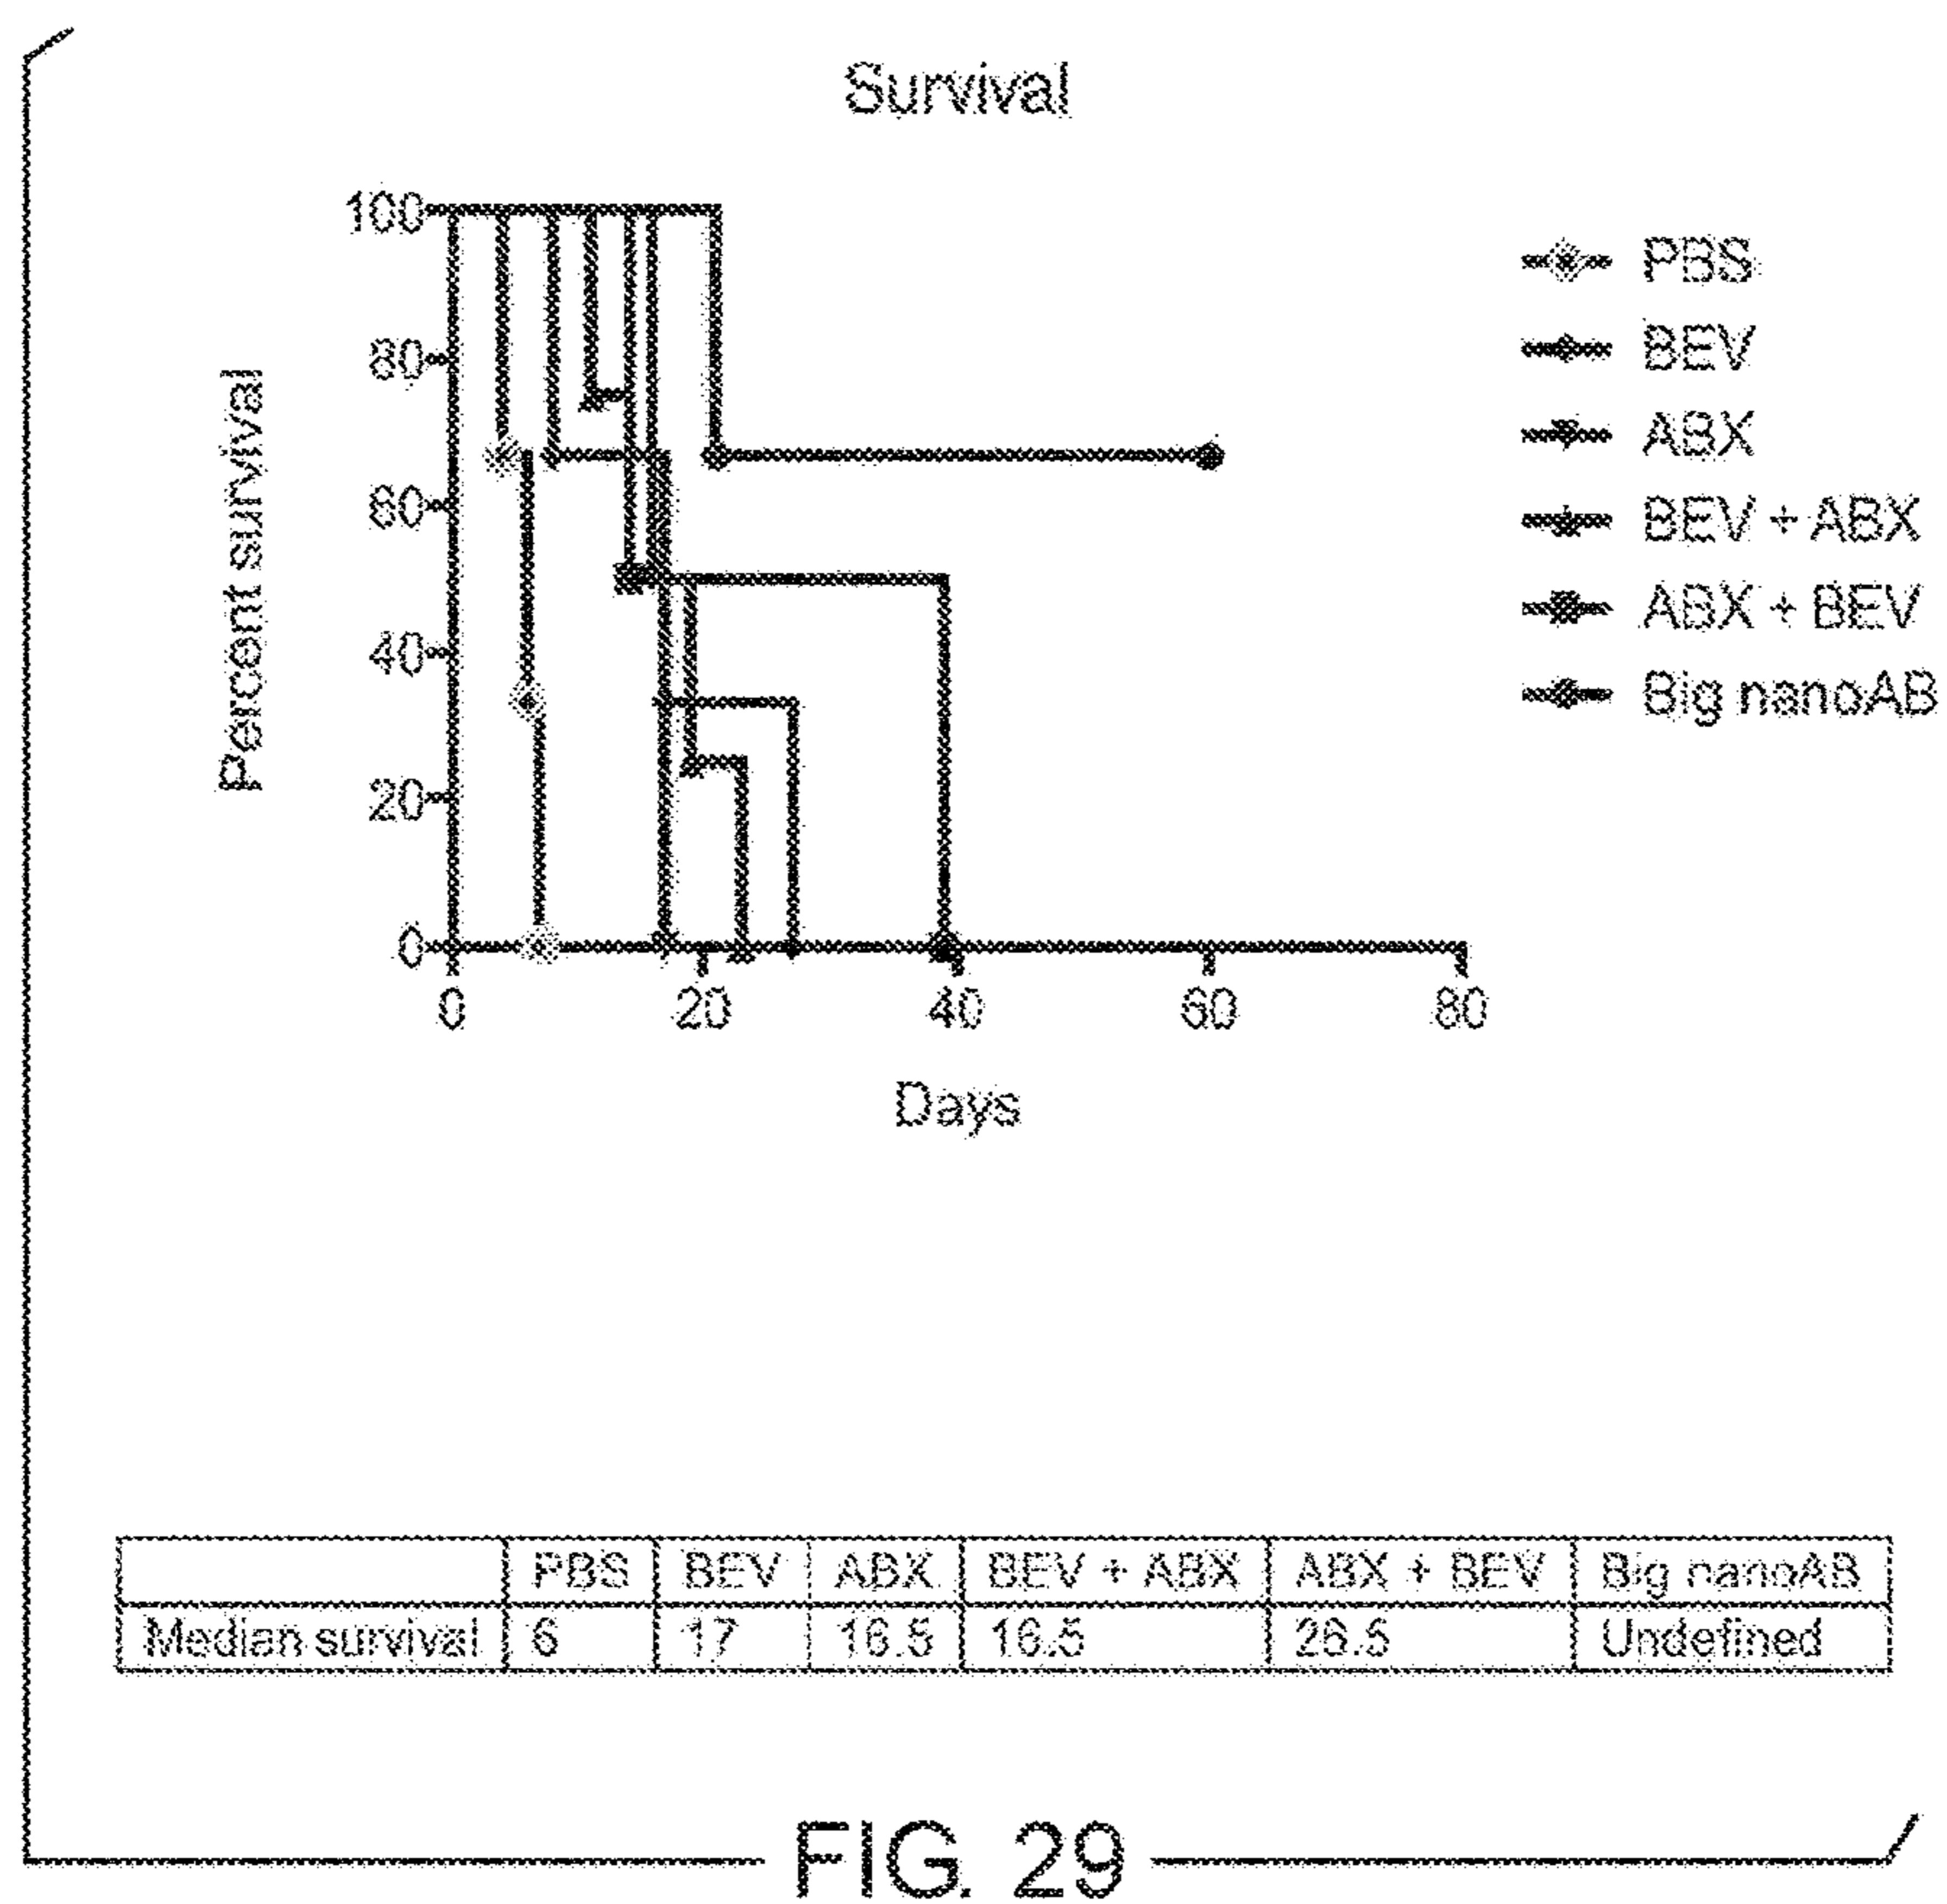 Survival
Percent survival
100
80
60
40
20
0
0 20 40 60 80
Days
PBS
BEV
ABX
BEV + ABX
ABX + BEV
Big nanoAB
PBS BEV ABX BEV + ABX ABX + BEV Big nanoAB
Median survival 6 17 16.5 16.5 26.5 Undefined
FIG. 29